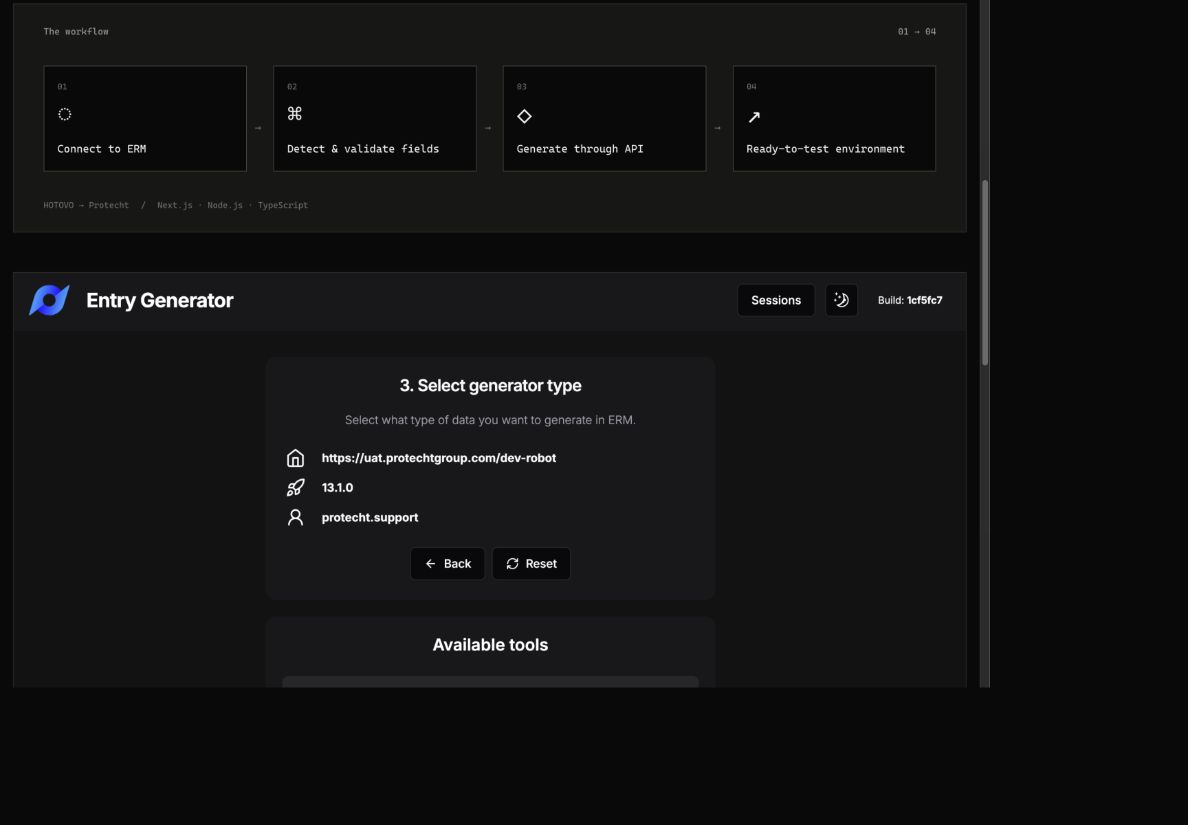 The workflow
01 → 04
01
02
03
04
Connect to ERM
Detect & validate fields
Generate through API
Ready-to-test environment
HOTOVO → Protecht / Next.js · Node.js · TypeScript
Entry Generator
Sessions
Build: 1cf5fc7
3. Select generator type
Select what type of data you want to generate in ERM.
https://uat.protechtgroup.com/dev-robot
13.1.0
protecht.support
← Back
Reset
Available tools